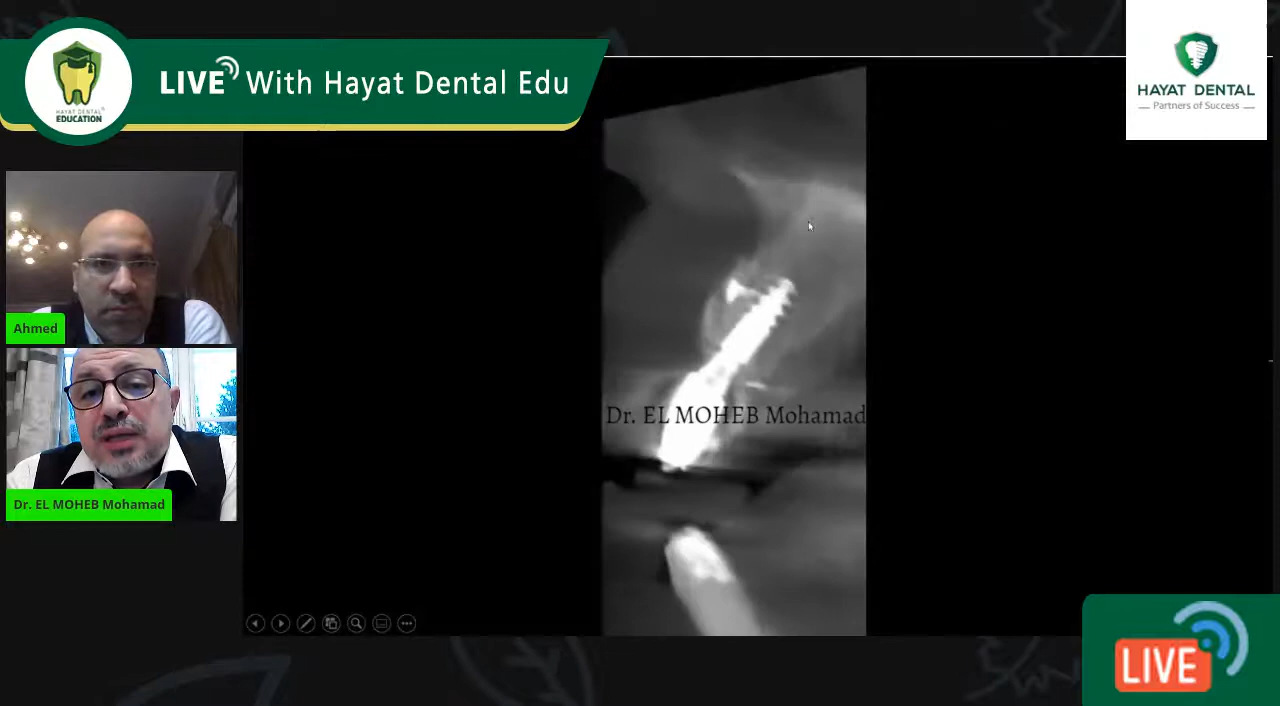 LIVE With Hayat Dental Edu
HAYAT DENTAL
EDUCATION
HAYAT DENTAL
Partners of Success
Ahmed
Dr. EL MOHEB Mohamad
Dr. EL MOHEB Mohamad
LIVE